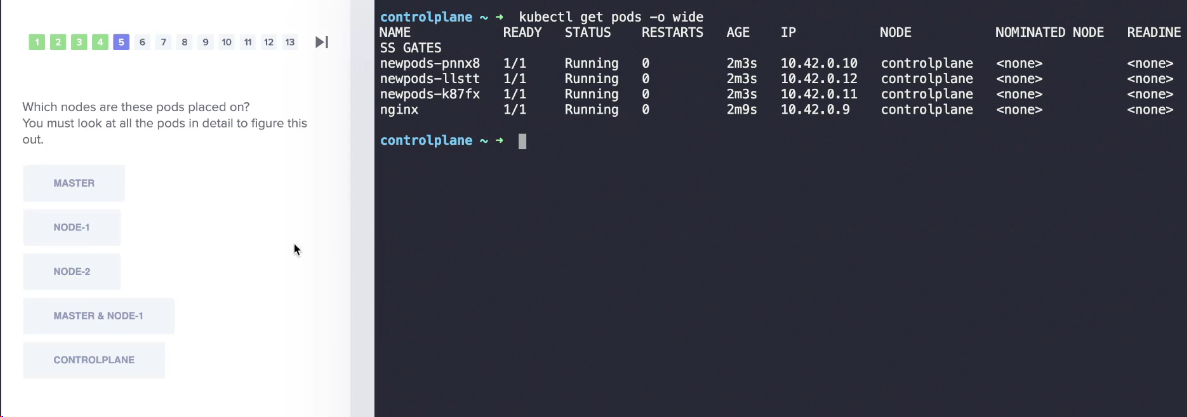 1 2 3 4 5 6 7 8 9 10 11 12 13
Which nodes are these pods placed on?
You must look at all the pods in detail to figure this
out.
MASTER
NODE-1
NODE-2
MASTER & NODE-1
CONTROLPLANE
controlplane ~ ➜ kubectl get pods -o wide
NAME READY STATUS RESTARTS AGE IP NODE NOMINATED NODE READINE
SS GATES
newpods-pnnx8 1/1 Running 0 2m3s 10.42.0.10 controlplane <none> <none>
newpods-llstt 1/1 Running 0 2m3s 10.42.0.12 controlplane <none> <none>
newpods-k87fx 1/1 Running 0 2m3s 10.42.0.11 controlplane <none> <none>
nginx 1/1 Running 0 2m9s 10.42.0.9 controlplane <none> <none>
controlplane ~ ➜